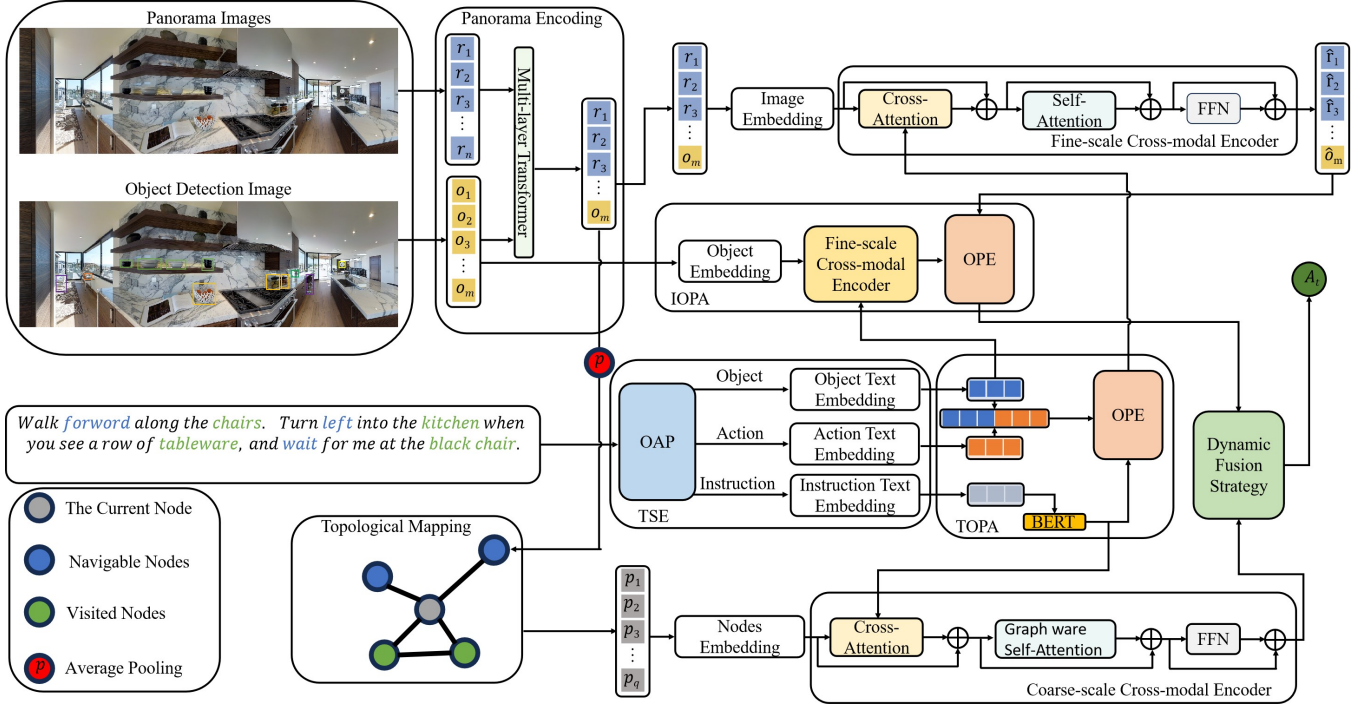 Panorama Images
Object Detection Image
Panorama Encoding
r1
r2
r3
⋮
rn
o1
o2
o3
⋮
om
Multi-layer Transformer
r1
r2
r3
⋮
om
r1
r2
r3
⋮
om
Image
Embedding
Cross-
Attention
Self-
Attention
FFN
Fine-scale Cross-modal Encoder
r̂1
r̂2
r̂3
⋮
ôm
Object
Embedding
Fine-scale
Cross-modal
Encoder
OPE
IOPA
At
p
Walk forword along the chairs. Turn left into the kitchen when
you see a row of tableware, and wait for me at the black chair.
OAP
Object
Action
Instruction
Object Text
Embedding
Action Text
Embedding
Instruction Text
Embedding
TSE
BERT
OPE
TOPA
Dynamic
Fusion
Strategy
The Current Node
Navigable Nodes
Visited Nodes
p
Average Pooling
Topological Mapping
p1
p2
p3
⋮
pq
Nodes
Embedding
Cross-
Attention
Graph ware
Self-Attention
FFN
Coarse-scale Cross-modal Encoder